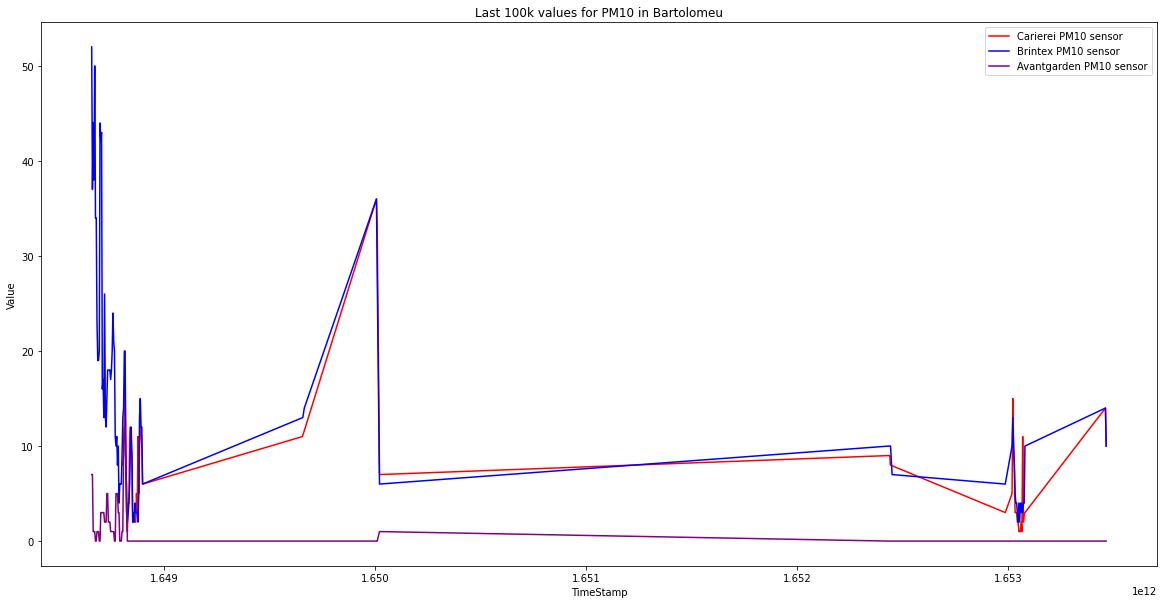 Last 100k values for PM10 in Bartolomeu
Carierei PM10 sensor
Brintex PM10 sensor
Avantgarden PM10 sensor
50
40
30
20
10
0
Value
1.649 1.650 1.651 1.652 1.653
1e12
TimeStamp